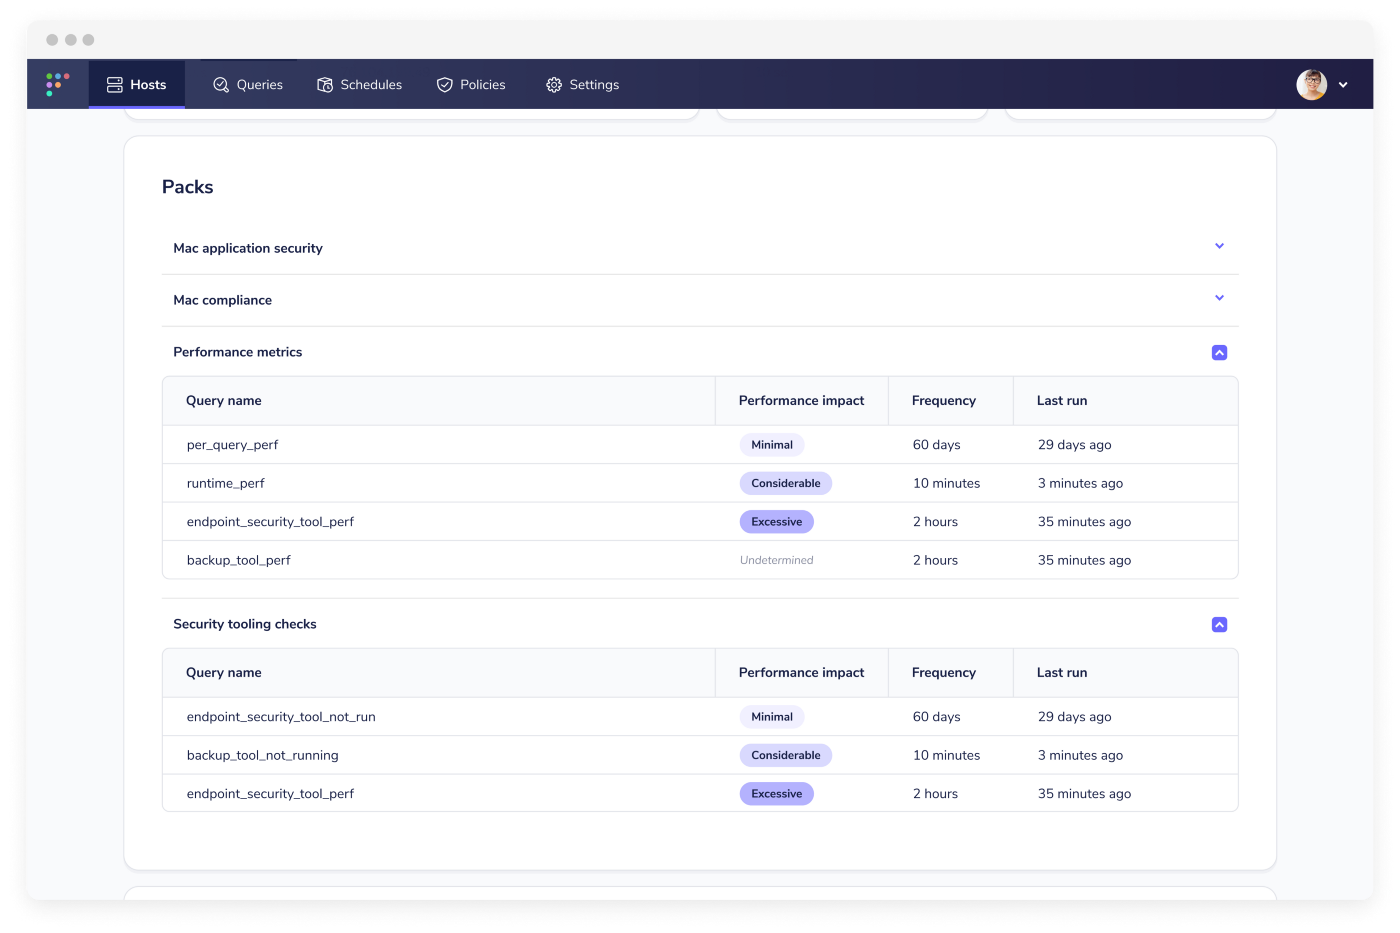 Hosts Queries Schedules Policies Settings
Packs
Mac application security
Mac compliance
Performance metrics
Query name Performance impact Frequency Last run
per_query_perf Minimal 60 days 29 days ago
runtime_perf Considerable 10 minutes 3 minutes ago
endpoint_security_tool_perf Excessive 2 hours 35 minutes ago
backup_tool_perf Undetermined 2 hours 35 minutes ago
Security tooling checks
Query name Performance impact Frequency Last run
endpoint_security_tool_not_run Minimal 60 days 29 days ago
backup_tool_not_running Considerable 10 minutes 3 minutes ago
endpoint_security_tool_perf Excessive 2 hours 35 minutes ago